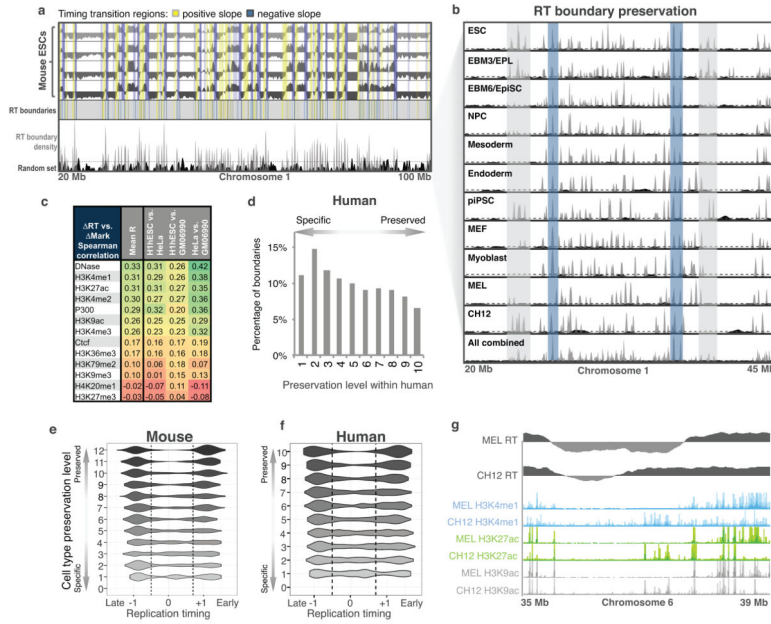 a
Timing transition regions: positive slope negative slope
Mouse ESCs
RT boundaries
RT boundary
density
Random set
20 Mb Chromosome 1 100 Mb
b
RT boundary preservation
ESC
EBM3/EPL
EBM6/EpiSC
NPC
Mesoderm
Endoderm
piPSC
MEF
Myoblast
MEL
CH12
All combined
20 Mb Chromosome 1 45 Mb
c
ΔRT vs. ΔMark Spearman correlation
Mean R
H1hESC vs. HeLa
H1hESC vs. GM06990
HeLa vs. GM06990
DNase 0.33 0.31 0.26 0.42
H3K4me1 0.31 0.29 0.26 0.38
H3K27ac 0.31 0.31 0.27 0.35
H3K4me2 0.30 0.27 0.27 0.36
P300 0.29 0.32 0.20 0.36
H3K9ac 0.26 0.25 0.25 0.29
H3K4me3 0.26 0.23 0.23 0.32
Ctcf 0.17 0.16 0.17 0.19
H3K36me3 0.17 0.16 0.16 0.18
H3K79me2 0.10 0.06 0.18 0.07
H3K9me3 0.10 0.01 0.15 0.13
H4K20me1 -0.02 -0.07 0.11 -0.11
H3K27me3 -0.03 -0.05 0.04 -0.08
d
Human
Specific Preserved
Percentage of boundaries
15%
10%
5%
0%
1 2 3 4 5 6 7 8 9 10
Preservation level within human
e
Mouse
Cell type preservation level
Preserved
Specific
12
11
10
9
8
7
6
5
4
3
2
1
0
Late -1 0 +1 Early
Replication timing
f
Human
10
9
8
7
6
5
4
3
2
1
0
Late -1 0 +1 Early
Replication timing
g
MEL RT
CH12 RT
MEL H3K4me1
CH12 H3K4me1
MEL H3K27ac
CH12 H3K27ac
MEL H3K9ac
CH12 H3K9ac
35 Mb Chromosome 6 39 Mb